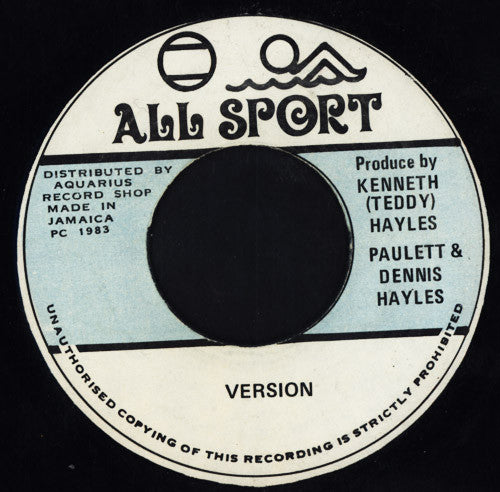 ALL SPORT
DISTRIBUTED BY
AQUARIUS
RECORD SHOP
MADE IN
JAMAICA
PC 1983
Produce by
KENNETH
(TEDDY)
HAYLES
PAULETT &
DENNIS
HAYLES
VERSION
UNAUTHORISED COPYING OF THIS RECORDING IS STRICTLY PROHIBITED